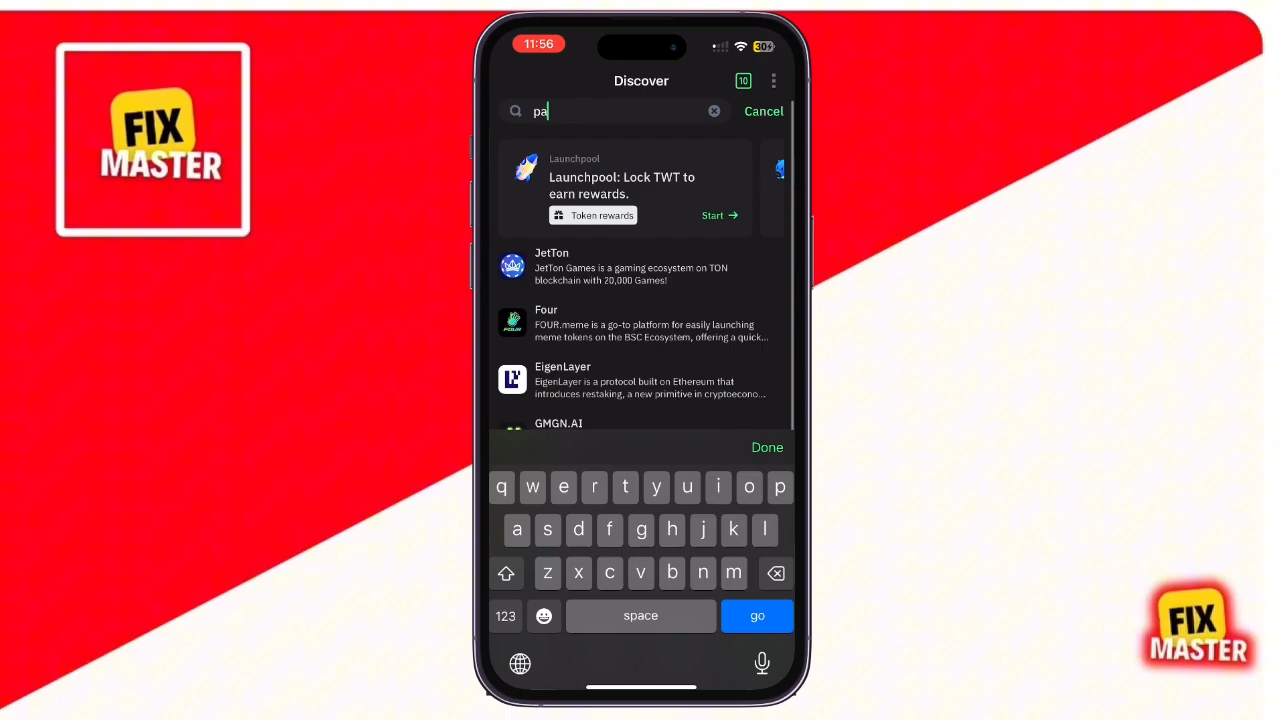 FIX
MASTER
11:56
30
Discover
10
pa
Cancel
Launchpool
Launchpool: Lock TWT to
earn rewards.
Token rewards
Start →
JetTon
JetTon Games is a gaming ecosystem on TON
blockchain with 20,000 Games!
Four
FOUR
FOUR.meme is a go-to platform for easily launching
meme tokens on the BSC Ecosystem, offering a quick...
EigenLayer
EigenLayer is a protocol built on Ethereum that
introduces restaking, a new primitive in cryptoecono...
GMGN.AI
Done
q w e r t y u i o p
a s d f g h j k l
z x c v b n m
123
space
go
FIX
MASTER